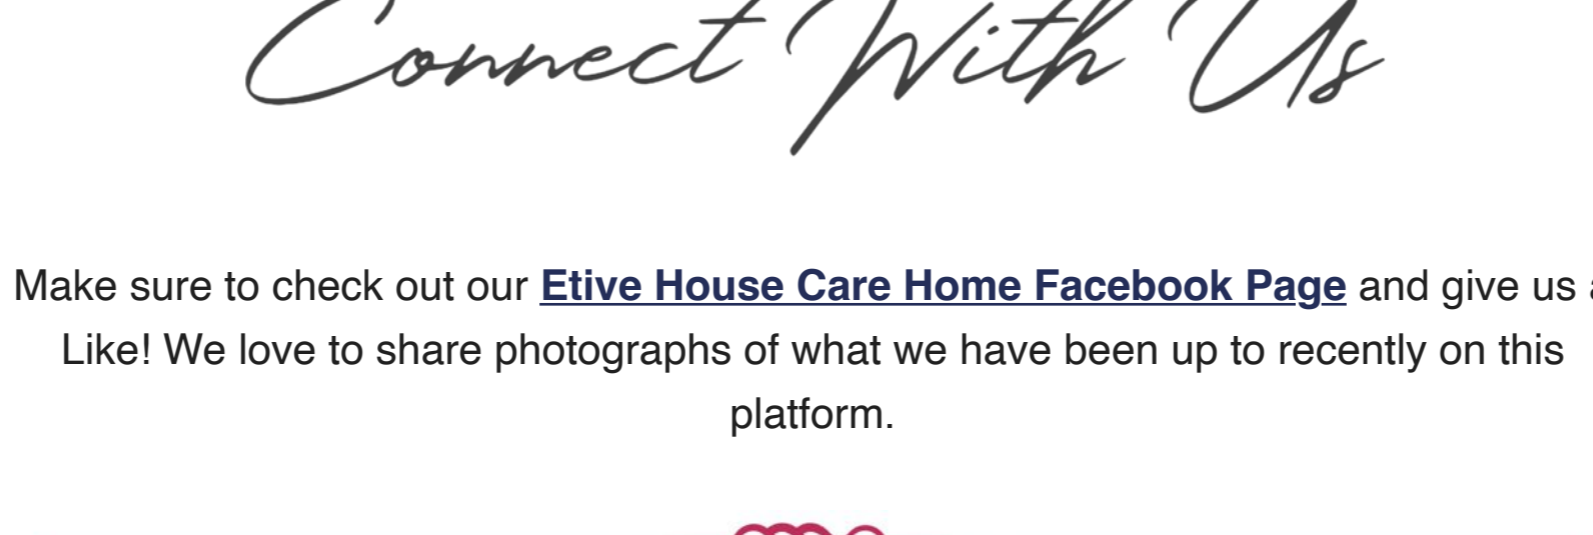 Connect With Us
Make sure to check out our Etive House Care Home Facebook Page and give us a
Like! We love to share photographs of what we have been up to recently on this
platform.